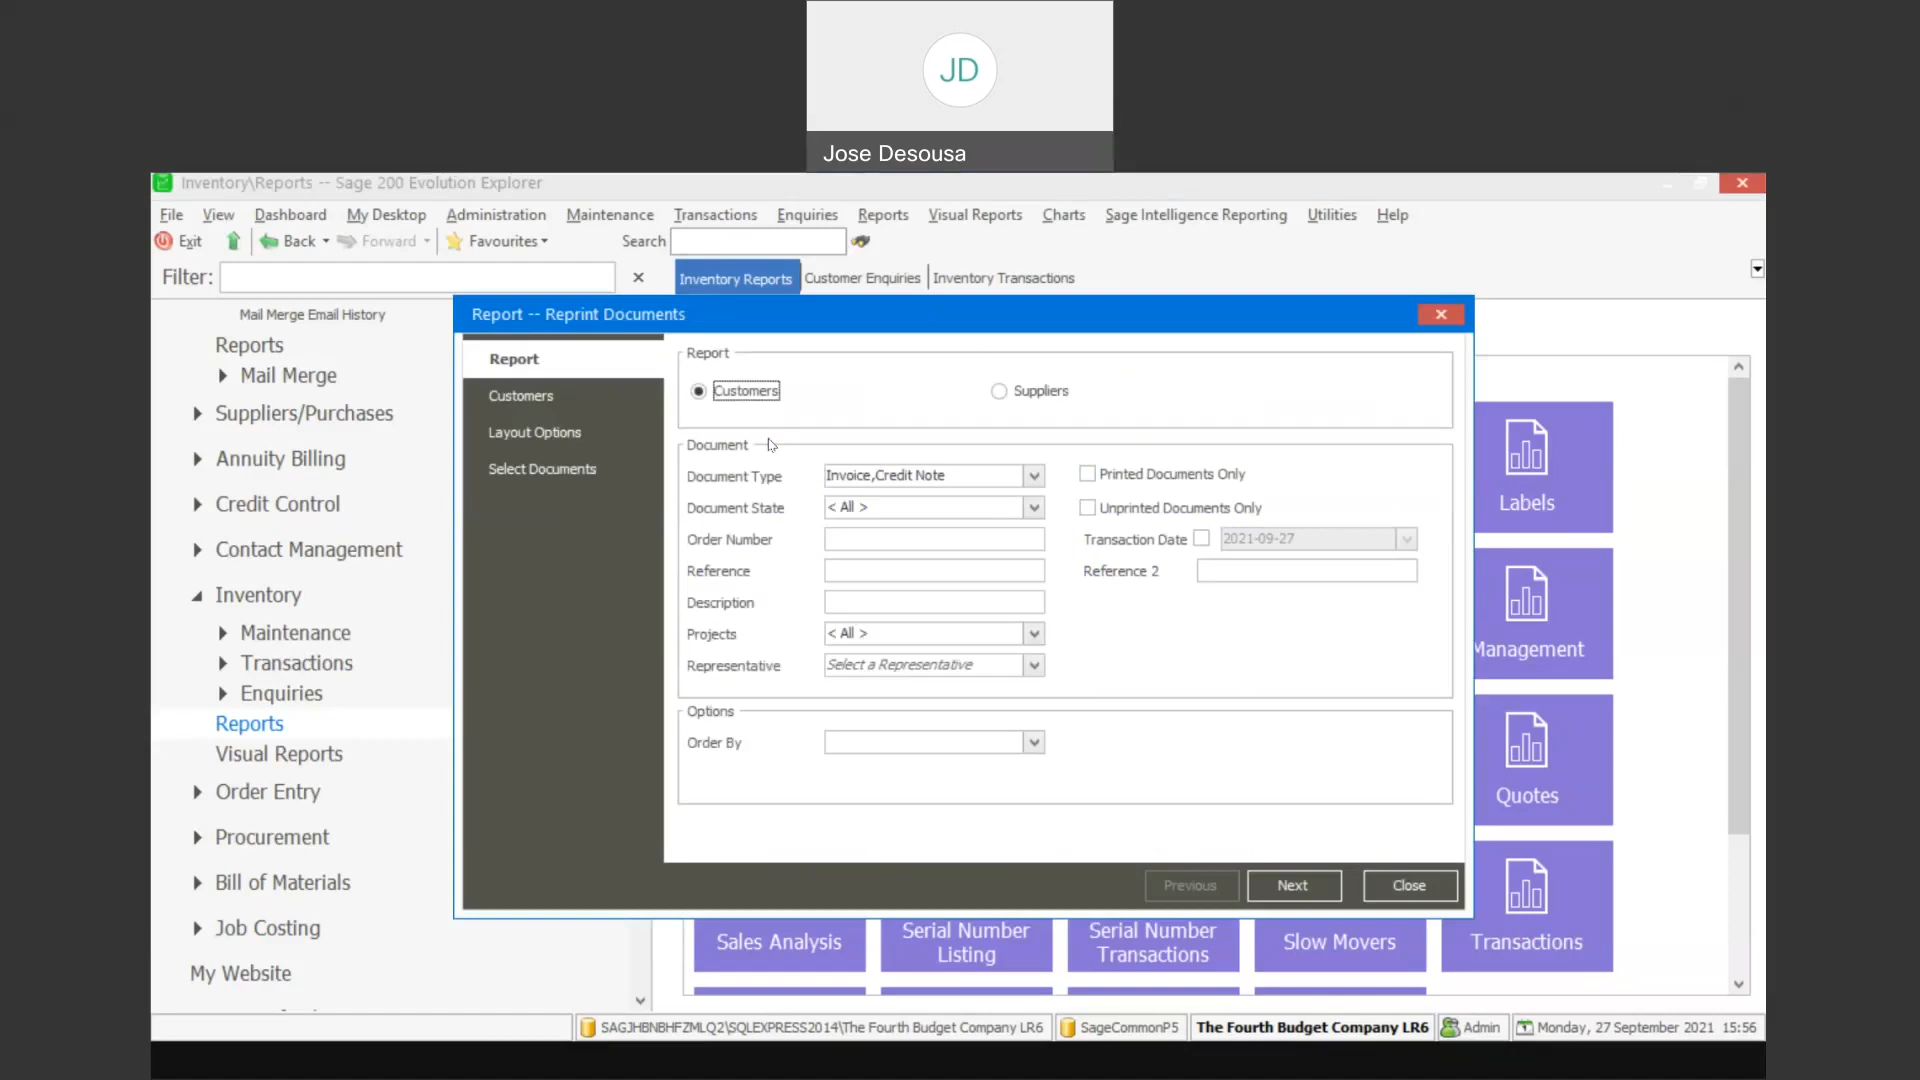 JD
Jose Desousa
Inventory\Reports -- Sage 200 Evolution Explorer
File View Dashboard My Desktop Administration Maintenance Transactions Enquiries Reports Visual Reports Charts Sage Intelligence Reporting Utilities Help
Exit Back Forward Favourites Search
Filter: Inventory Reports Customer Enquiries Inventory Transactions
Mail Merge Email History
Reports
Mail Merge
Suppliers/Purchases
Annuity Billing
Credit Control
Contact Management
Inventory
Maintenance
Transactions
Enquiries
Reports
Visual Reports
Order Entry
Procurement
Bill of Materials
Job Costing
My Website
Report -- Reprint Documents
Report
Customers
Layout Options
Select Documents
Report
Customers Suppliers
Document
Document Type Invoice,Credit Note Printed Documents Only
Document State < All > Unprinted Documents Only
Order Number Transaction Date 2021-09-27
Reference Reference 2
Description
Projects < All >
Representative Select a Representative
Options
Order By
Previous Next Close
Labels
Management
Quotes
Transactions
Sales Analysis
Serial Number
Listing
Serial Number
Transactions
Slow Movers
SAGJHBNBHFZMLQ2\SQLEXPRESS2014\The Fourth Budget Company LR6 SageCommonP5 The Fourth Budget Company LR6 Admin Monday, 27 September 2021 15:56